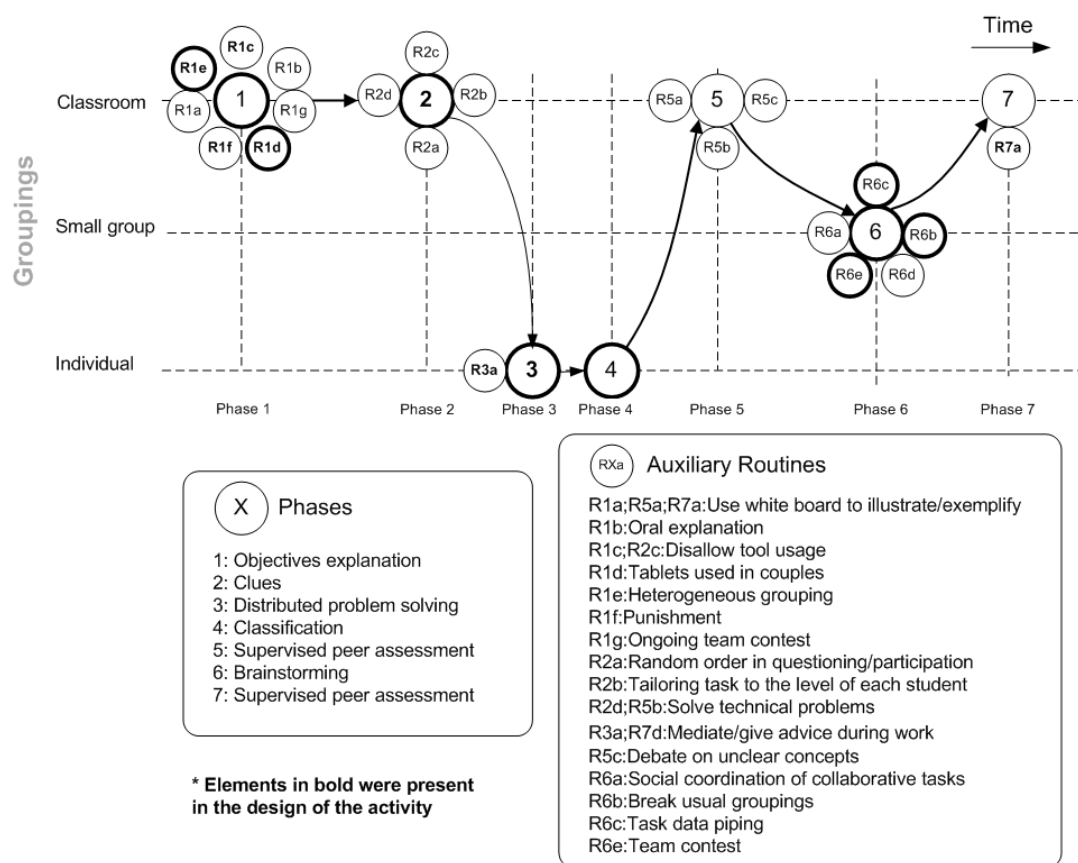 Time
R1c
R1e
R1b
R2c
Classroom
R1a
1
R1g
R2d
2
R2b
R5a
5
R5c
7
R1f
R1d
R2a
R5b
R7a
Groupings
R6c
Small group
R6a
6
R6b
R6e
R6d
Individual
R3a
3
4
Phase 1
Phase 2
Phase 3
Phase 4
Phase 5
Phase 6
Phase 7
X
Phases
1: Objectives explanation
2: Clues
3: Distributed problem solving
4: Classification
5: Supervised peer assessment
6: Brainstorming
7: Supervised peer assessment
* Elements in bold were present
in the design of the activity
RXa
Auxiliary Routines
R1a;R5a;R7a:Use white board to illustrate/exemplify
R1b:Oral explanation
R1c;R2c:Disallow tool usage
R1d:Tablets used in couples
R1e:Heterogeneous grouping
R1f:Punishment
R1g:Ongoing team contest
R2a:Random order in questioning/participation
R2b:Tailoring task to the level of each student
R2d;R5b:Solve technical problems
R3a;R7d:Mediate/give advice during work
R5c:Debate on unclear concepts
R6a:Social coordination of collaborative tasks
R6b:Break usual groupings
R6c:Task data piping
R6e:Team contest